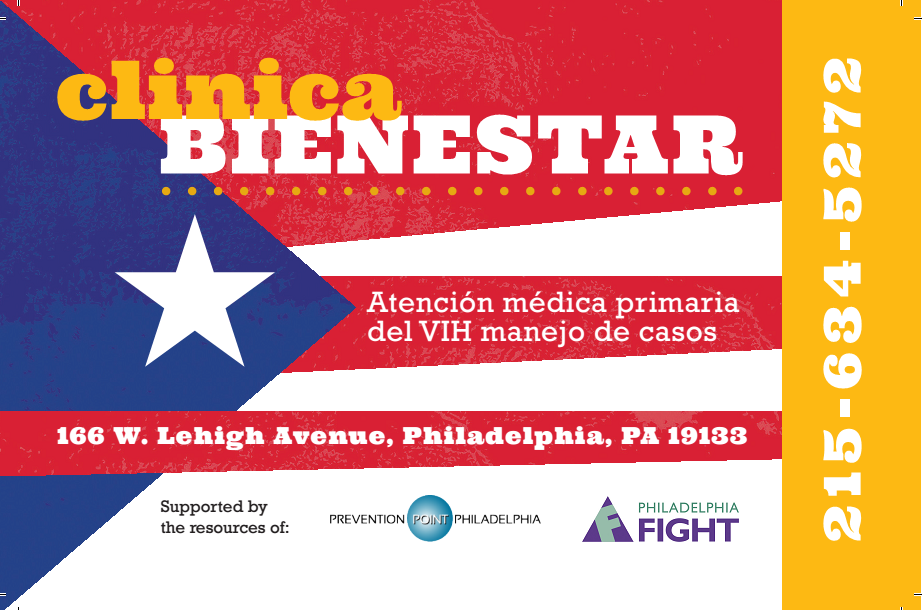 clinica
BIENESTAR
Atención médica primaria
del VIH manejo de casos
166 W. Lehigh Avenue, Philadelphia, PA 19133
Supported by
the resources of:
PREVENTION POINT PHILADELPHIA
PHILADELPHIA
FIGHT
215-634-5272